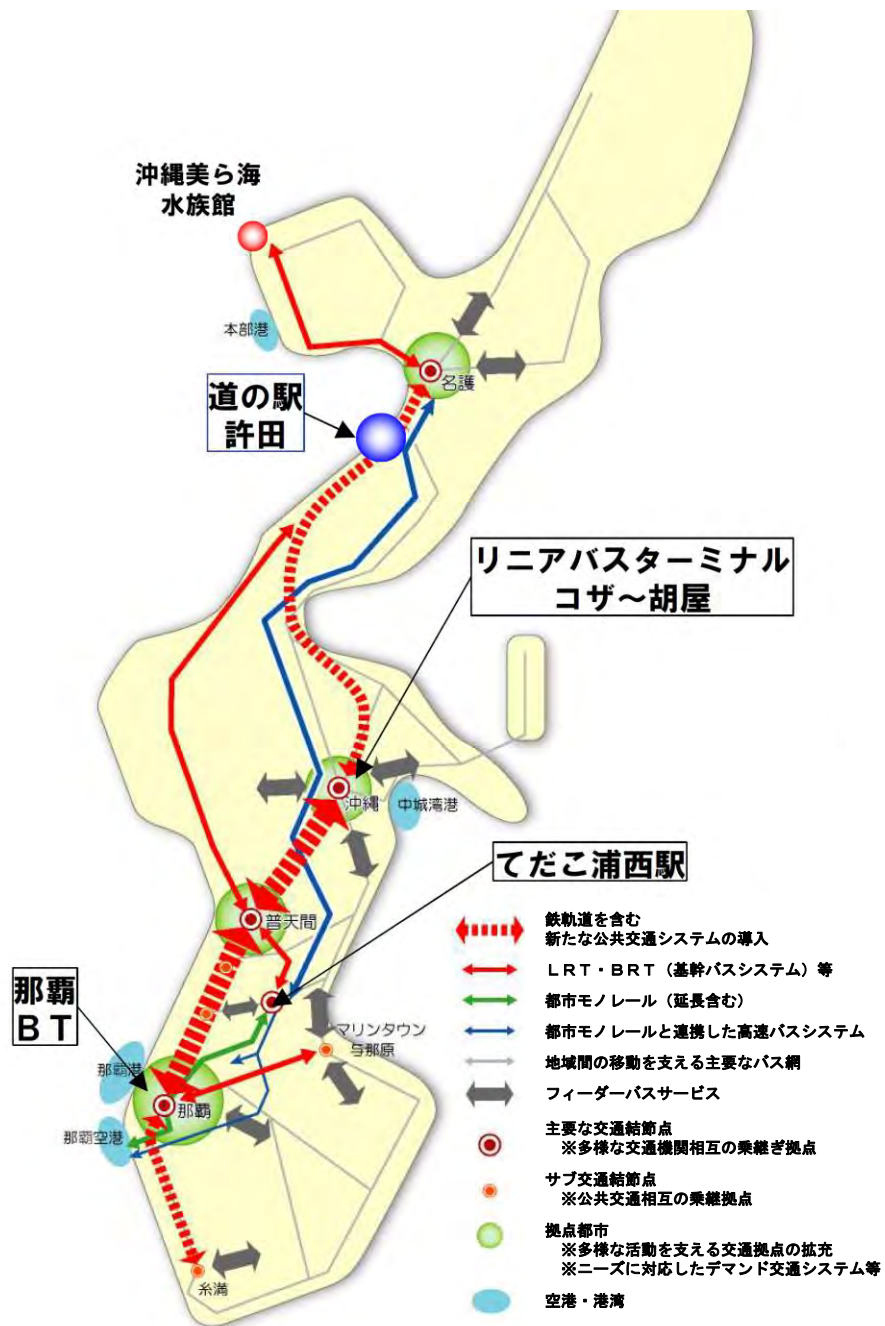 沖縄美ら海
水族館
本部港
名護
道の駅
許田
リニアバスターミナル
コザ～胡屋
沖縄
中城湾港
てだこ浦西駅
普天間
那覇
BT
マリンタウン
与那原
那覇港
那覇
那覇空港
糸満
鉄軌道を含む
新たな公共交通システムの導入
LRT・BRT（基幹バスシステム）等
都市モノレール（延長含む）
都市モノレールと連携した高速バスシステム
地域間の移動を支える主要なバス網
フィーダーバスサービス
主要な交通結節点
※多様な交通機関相互の乗継ぎ拠点
サブ交通結節点
※公共交通相互の乗継拠点
拠点都市
※多様な活動を支える交通拠点の拡充
※ニーズに対応したデマンド交通システム等
空港・港湾